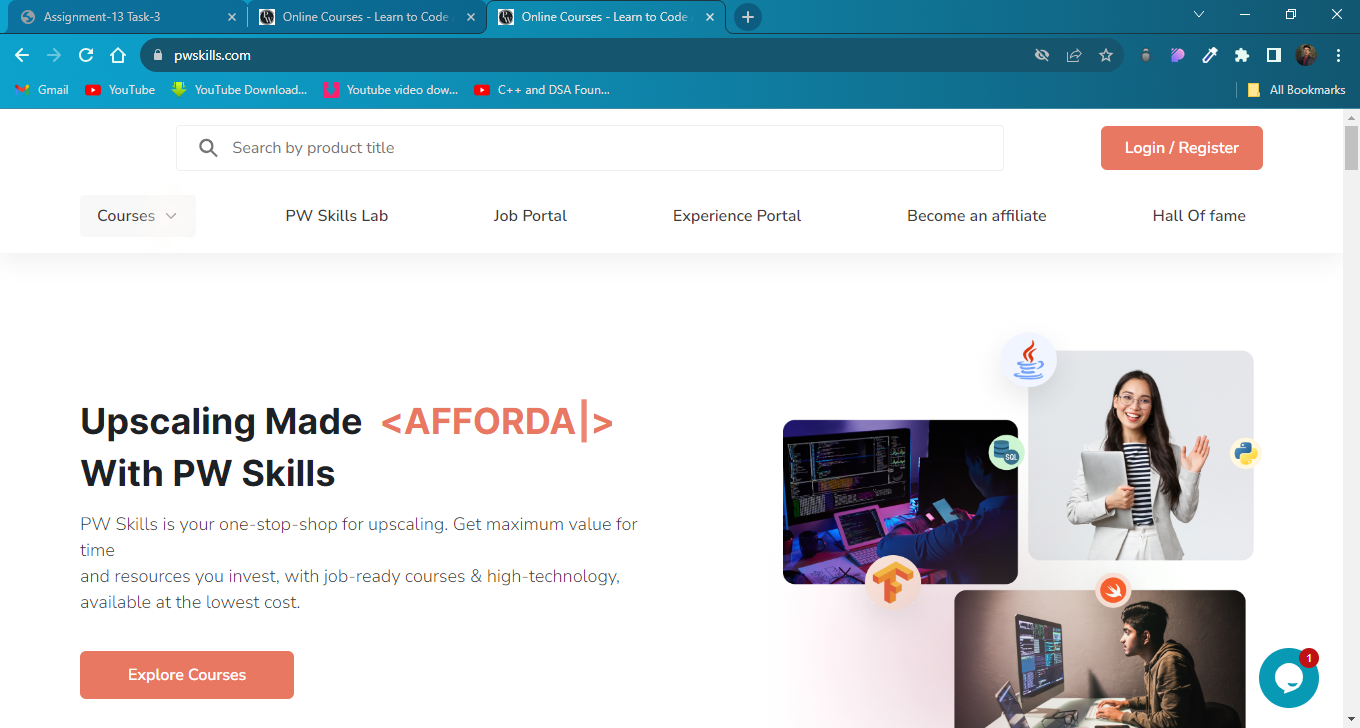 Assignment-13 Task-3
Online Courses - Learn to Code
Online Courses - Learn to Code
pwskills.com
Gmail
YouTube
YouTube Download...
Youtube video dow...
C++ and DSA Foun...
All Bookmarks
Search by product title
Login / Register
Courses
PW Skills Lab
Job Portal
Experience Portal
Become an affiliate
Hall Of fame
Upscaling Made <AFFORDA|>
With PW Skills
PW Skills is your one-stop-shop for upscaling. Get maximum value for
time
and resources you invest, with job-ready courses & high-technology,
available at the lowest cost.
Explore Courses
SQL
1